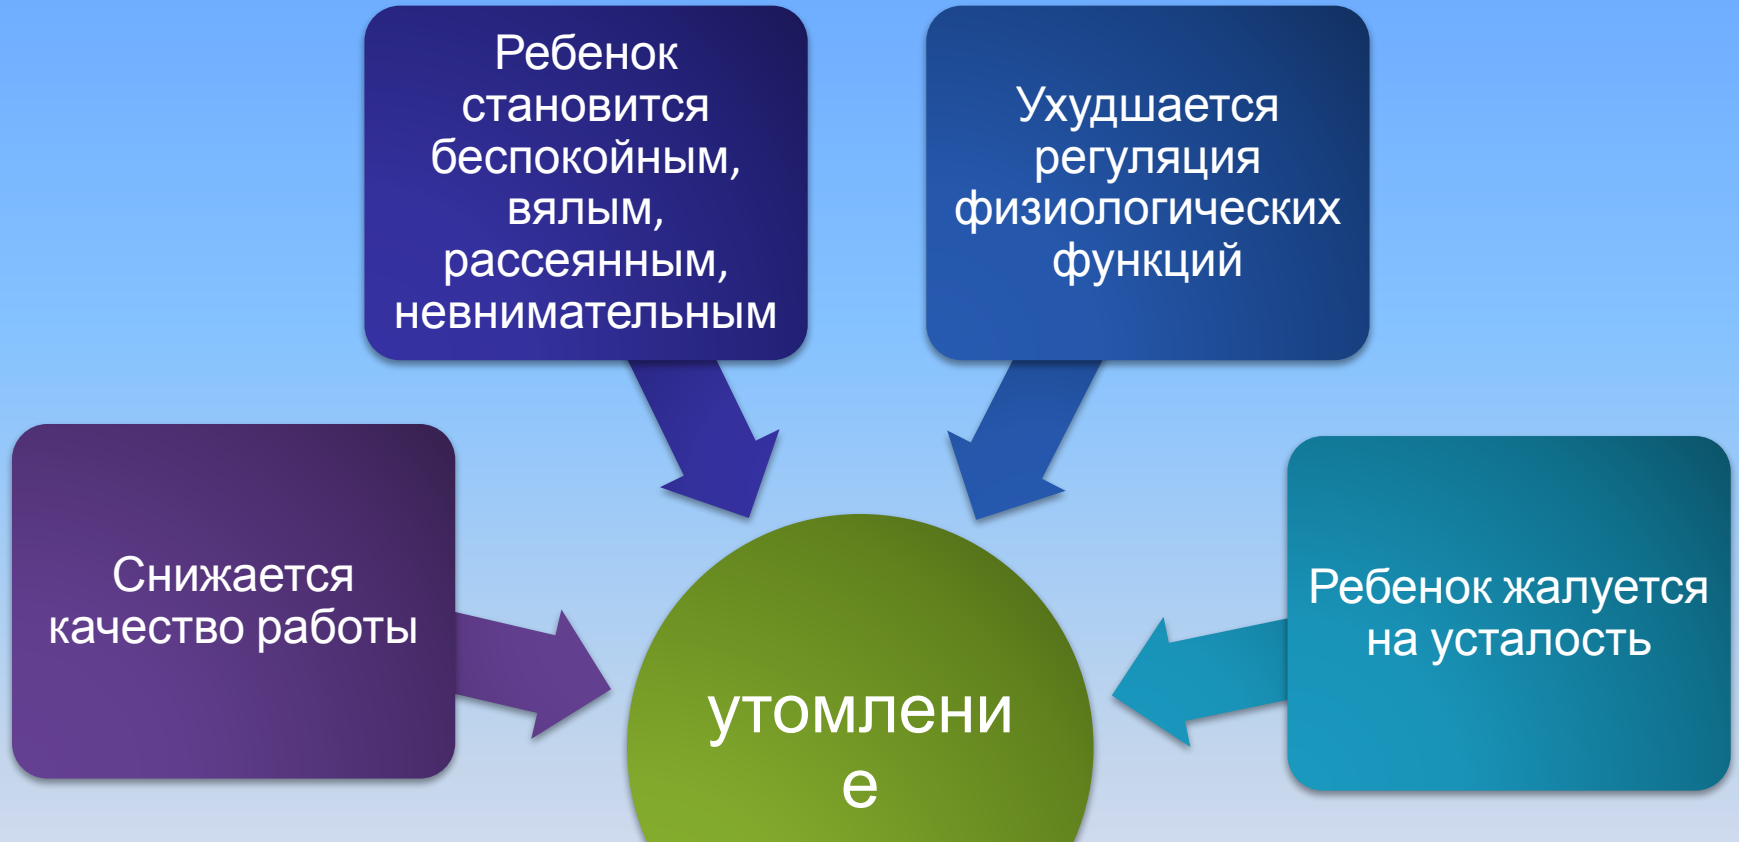 Ребенок
становится
беспокойным,
вялым,
рассеянным,
невнимательным
Ухудшается
регуляция
физиологических
функций
Снижается
качество работы
Ребенок жалуется
на усталость
утомлени
е